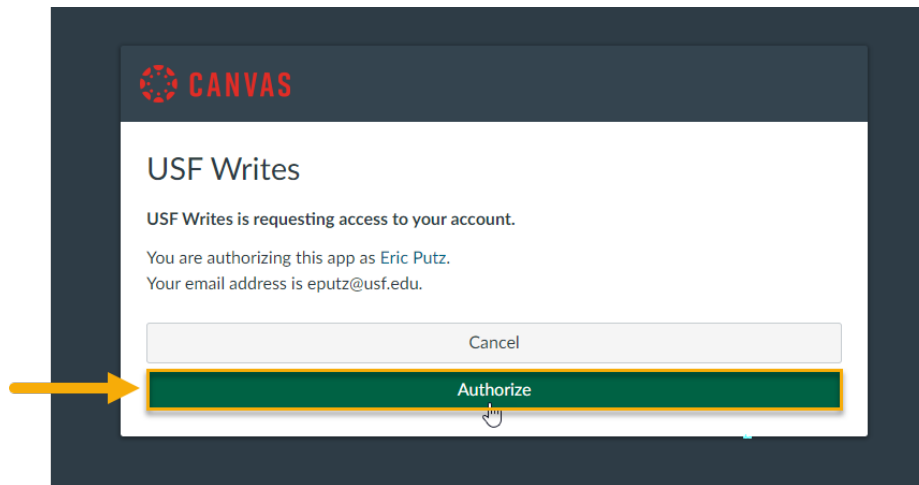 CANVAS
USF Writes
USF Writes is requesting access to your account.
You are authorizing this app as Eric Putz.
Your email address is eputz@usf.edu.
Cancel
Authorize